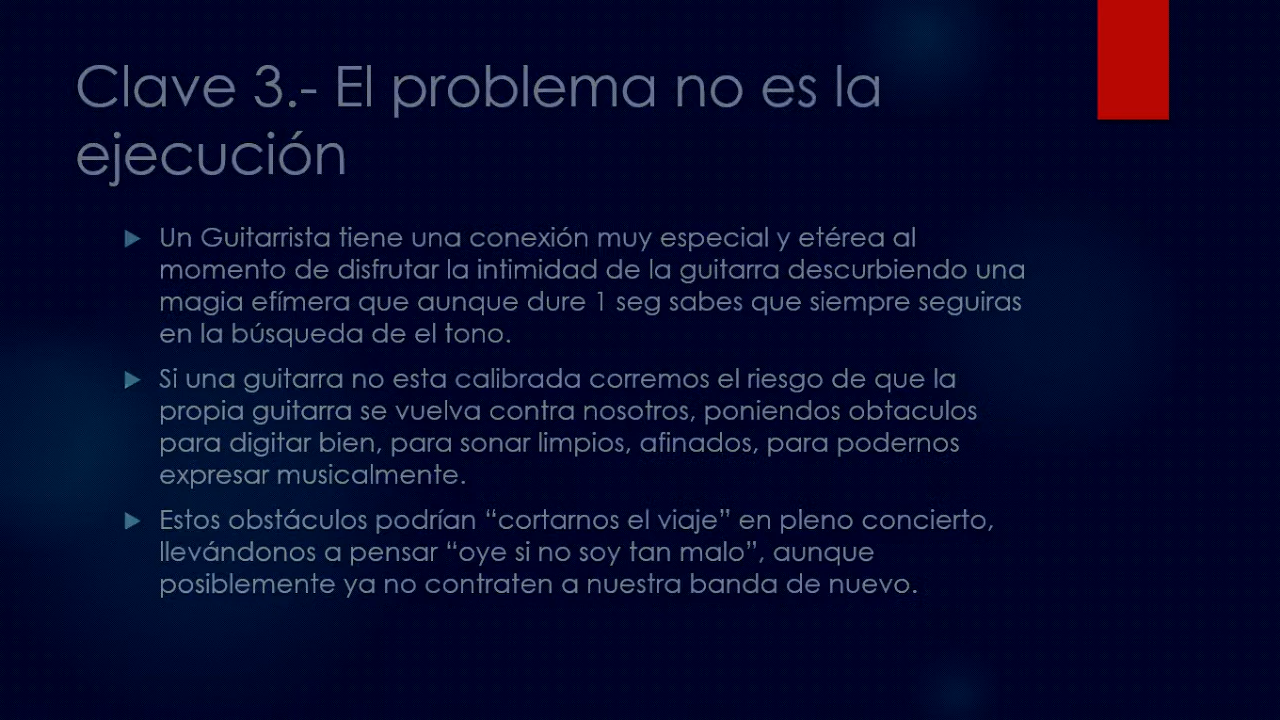 Clave 3.- El problema no es la
ejecución
Un Guitarrista tiene una conexión muy especial y etérea al
momento de disfrutar la intimidad de la guitarra descurbiendo una
magia efímera que aunque dure 1 seg sabes que siempre seguiras
en la búsqueda de el tono.
Si una guitarra no esta calibrada corremos el riesgo de que la
propia guitarra se vuelva contra nosotros, poniendos obtaculos
para digitar bien, para sonar limpios, afinados, para podernos
expresar musicalmente.
Estos obstáculos podrían “cortarnos el viaje” en pleno concierto,
llevándonos a pensar “oye si no soy tan malo”, aunque
posiblemente ya no contraten a nuestra banda de nuevo.